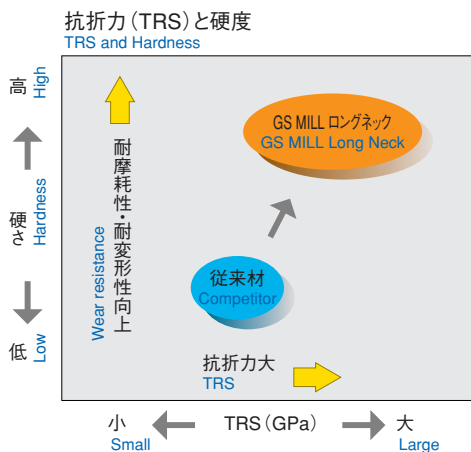 抗折力（TRS）と硬度
TRS and Hardness
高
High
硬さ
Hardness
低
Low
耐摩耗性・耐変形性向上
Wear resistance
GS MILL ロングネック
GS MILL Long Neck
従来材
Competitor
抗折力大
TRS
小
Small
TRS（GPa）
大
Large